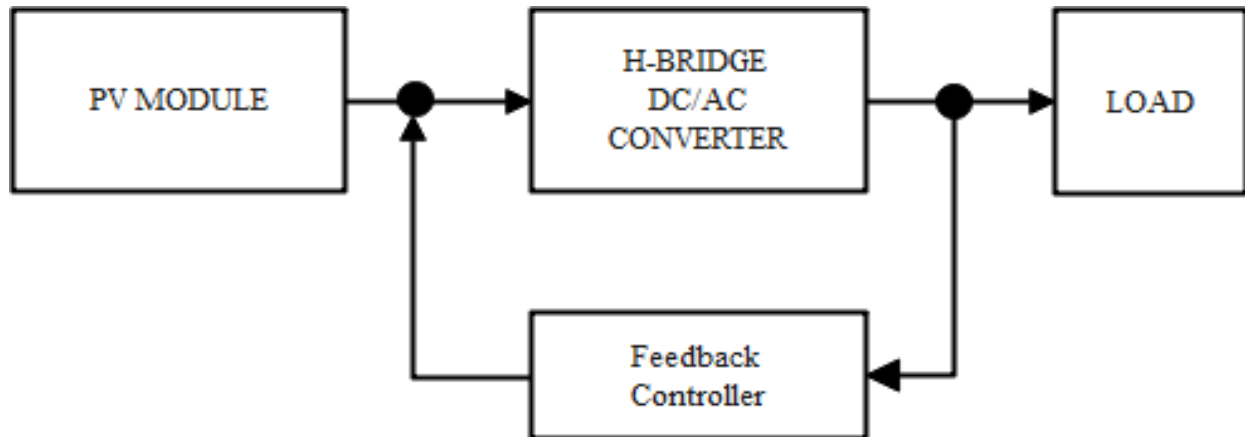 PV MODULE
H-BRIDGE
DC/AC
CONVERTER
LOAD
Feedback
Controller